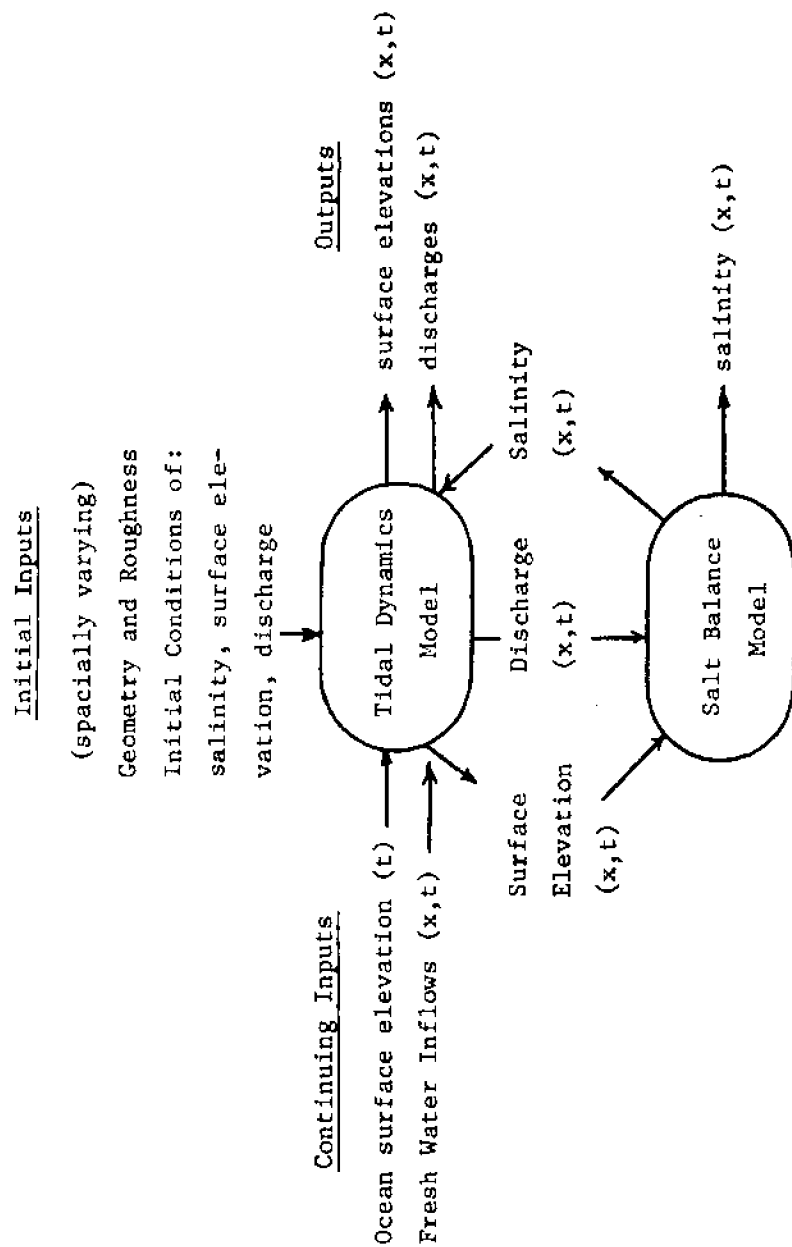 Initial Inputs
(spacially varying)
Geometry and Roughness
Initial Conditions of:
salinity, surface ele-
vation, discharge
Continuing Inputs
Ocean surface elevation (t)
Fresh Water Inflows (x,t)
Tidal Dynamics
Model
Outputs
surface elevations (x,t)
discharges (x,t)
Surface
Elevation
(x,t)
Discharge
(x,t)
Salinity
(x,t)
Salt Balance
Model
salinity (x,t)